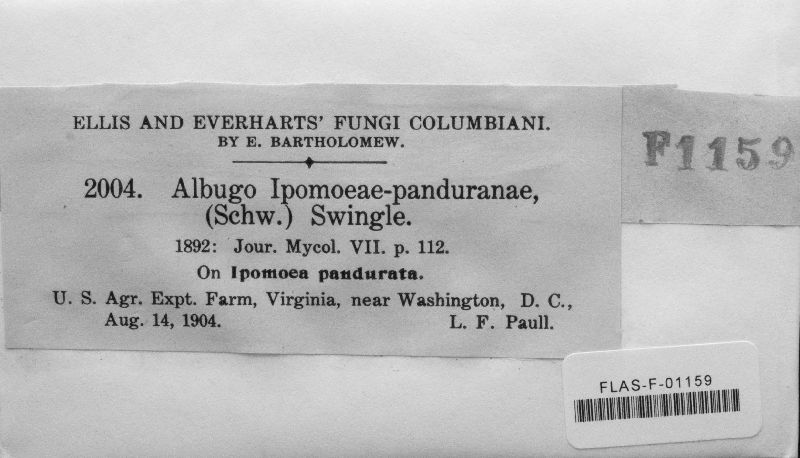 ELLIS AND EVERHARTS' FUNGI COLUMBIANI.
BY E. BARTHOLOMEW.
2004. Albugo Ipomoeae-panduranae,
(Schw.) Swingle.
1892: Jour. Mycol. VII. p. 112.
On Ipomoea pandurata.
U. S. Agr. Expt. Farm, Virginia, near Washington, D. C.,
Aug. 14, 1904. L. F. Paull.
F1159
FLAS-F-01159